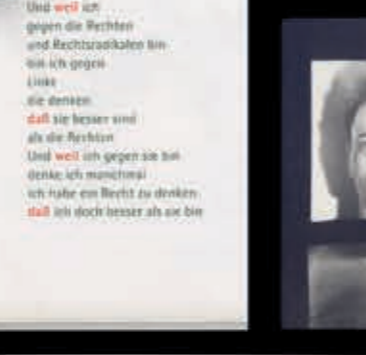 Und weil ich
gegen die Rechten
und Rechtsradikalen bin
bin ich gegen
Linke
die denken
daß sie besser sind
als die Rechten
Und weil ich gegen sie bin
denke ich manchmal
ich habe ein Recht zu denken
daß ich doch besser als sie bin